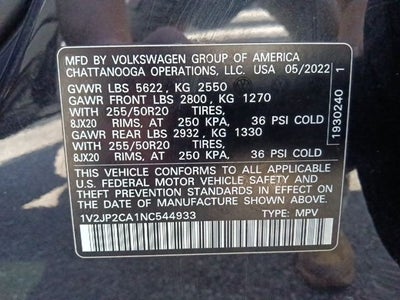 MFD BY VOLKSWAGEN GROUP OF AMERICA
CHATTANOOGA OPERATIONS, LLC. USA 05/2022
GVWR LBS 5622, KG 2550
GAWR FRONT LBS 2800, KG 1270
WITH 255/50R20 TIRES,
8JX20 RIMS, AT 250 KPA, 36 PSI COLD
GAWR REAR LBS 2932, KG 1330
WITH 255/50R20 TIRES,
8JX20 RIMS, AT 250 KPA, 36 PSI COLD
THIS VEHICLE CONFORMS TO ALL APPLICABLE
U.S. FEDERAL MOTOR VEHICLE SAFETY AND
THEFT PREVENTION STANDARDS IN EFFECT ON
THE DATE OF MANUFACTURE SHOWN ABOVE.
1V2JP2CA1NC544933 TYPE: MPV
1930240 1